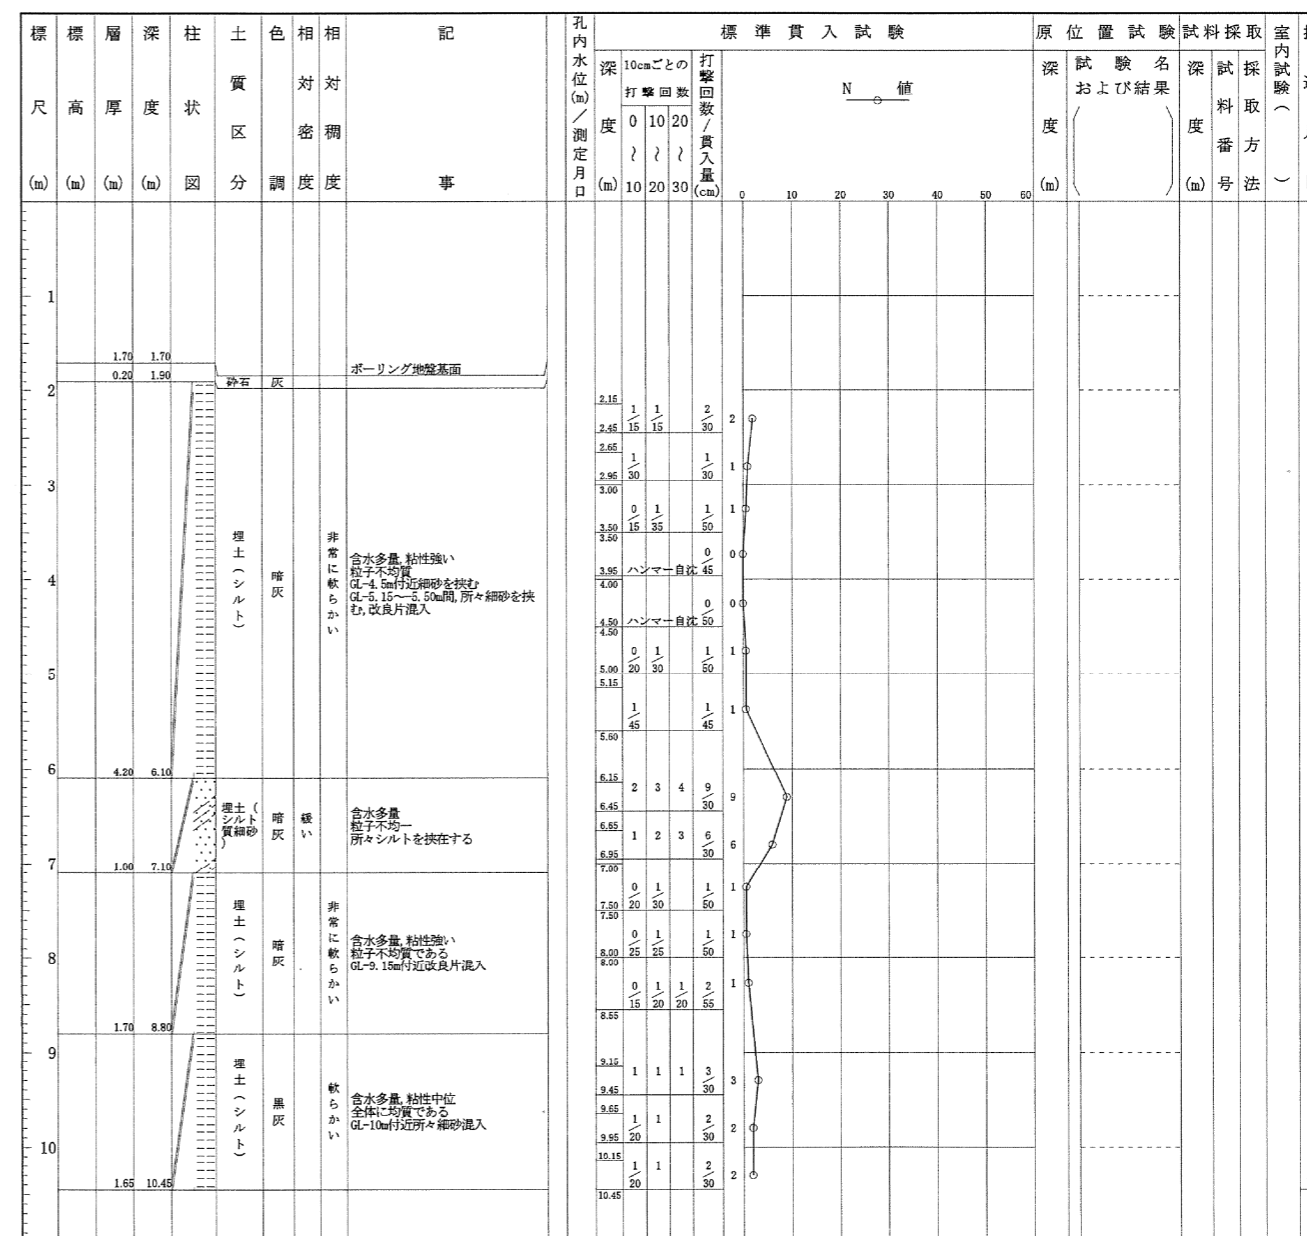 標尺(m)
標高(m)
層厚(m)
深度(m)
柱状図
土質区分
色調
相対密度
相対稠度
記事
孔内水位(m)/測定月日
標準貫入試験
深度(m)
10cmごとの
打撃回数
0〜10
10〜20
20〜30
打撃回数/貫入量(cm)
N 値
0 10 20 30 40 50 60
原位置試験
深度(m)
試験名
および結果
試料採取
深度(m)
試料番号
採取方法
室内試験( )
1
1.70 1.70
ボーリング地盤基面
0.20 1.90 砕石 灰
2
2.15
1/15 1/15 2/30 2
2.45
2.65
1/30 1/30 1
2.95
3
3.00
0/15 1/35 1/50 1
3.50
3.50
0/45 0
3.95 ハンマー自沈
4
4.00
0/50 0
4.50 ハンマー自沈
4.50
0/20 1/30 1/50 1
5.00
5
5.15
1/45 1/45 1
5.60
埋土(シルト)
暗灰
非常に軟らかい
含水多量,粘性強い
粒子不均質
GL-4.5m付近細砂を挟む
GL-5.15〜-5.50m間,所々細砂を挟
む,改良片混入
6
4.20 6.10
6.15
2 3 4 9/30 9
6.45
6.65
1 2 3 6/30 6
6.95
埋土(
シルト
質細砂
)
暗灰
緩い
含水多量
粒子不均一
所々シルトを挟在する
7
1.00 7.10
7.00
0/20 1/30 1/50 1
7.50
7.50
0/25 1/25 1/50 1
8.00
8
8.00
0/15 1/20 1/20 2/55 1
8.55
埋土(シルト)
暗灰
非常に軟らかい
含水多量,粘性強い
粒子不均質である
GL-9.15m付近改良片混入
1.70 8.80
9
9.15
1 1 1 3/30 3
9.45
9.65
1/20 1 2/30 2
9.95
10
10.15
1/20 1 2/30 2
10.45
埋土(シルト)
黒灰
軟らかい
含水多量,粘性中位
全体に均質である
GL-10m付近所々細砂混入
1.65 10.45